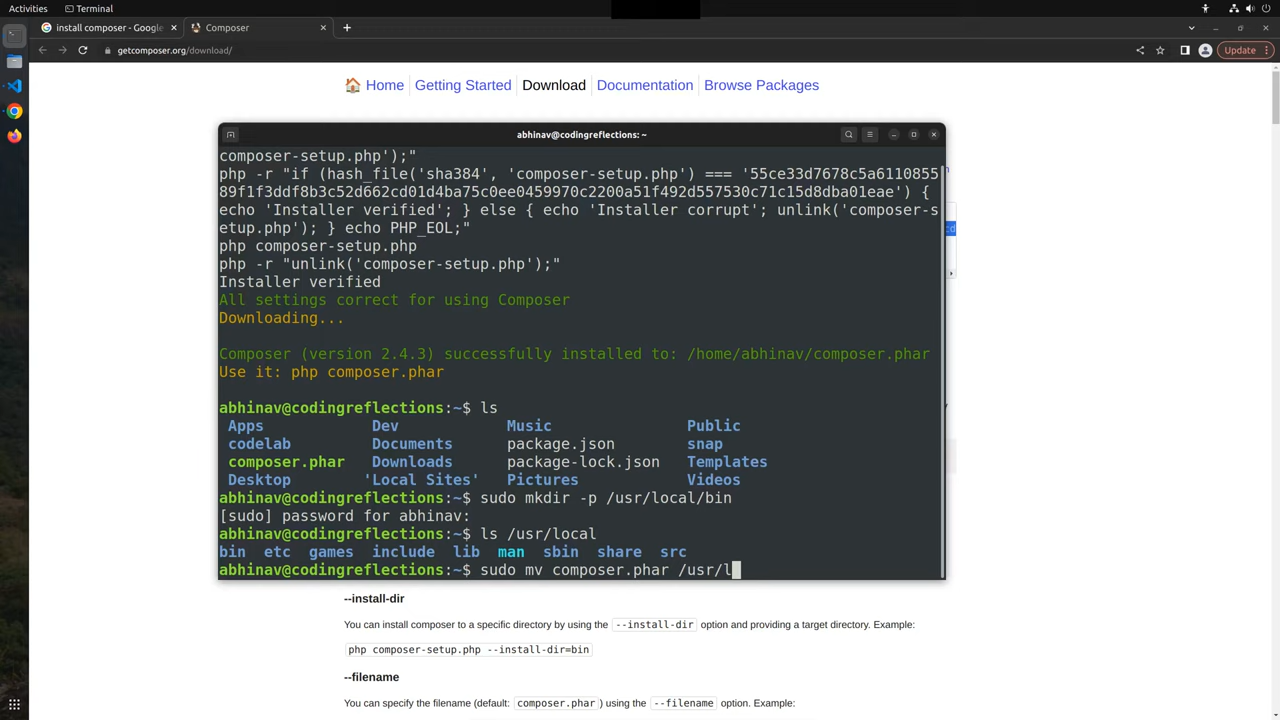 Activities Terminal
install composer - Google Composer
getcomposer.org/download/ Update
Home Getting Started Download Documentation Browse Packages
abhinav@codingreflections: ~
composer-setup.php');"
php -r "if (hash_file('sha384', 'composer-setup.php') === '55ce33d7678c5a6110855
89f1f3ddf8b3c52d662cd01d4ba75c0ee0459970c2200a51f492d557530c71c15d8dba01eae') {
echo 'Installer verified'; } else { echo 'Installer corrupt'; unlink('composer-s
etup.php'); } echo PHP_EOL;"
php composer-setup.php
php -r "unlink('composer-setup.php');"
Installer verified
All settings correct for using Composer
Downloading...
Composer (version 2.4.3) successfully installed to: /home/abhinav/composer.phar
Use it: php composer.phar
abhinav@codingreflections:~$ ls
Apps Dev Music Public
codelab Documents package.json snap
composer.phar Downloads package-lock.json Templates
Desktop 'Local Sites' Pictures Videos
abhinav@codingreflections:~$ sudo mkdir -p /usr/local/bin
[sudo] password for abhinav:
abhinav@codingreflections:~$ ls /usr/local
bin etc games include lib man sbin share src
abhinav@codingreflections:~$ sudo mv composer.phar /usr/l
--install-dir
You can install composer to a specific directory by using the --install-dir option and providing a target directory. Example:
php composer-setup.php --install-dir=bin
--filename
You can specify the filename (default: composer.phar) using the --filename option. Example: